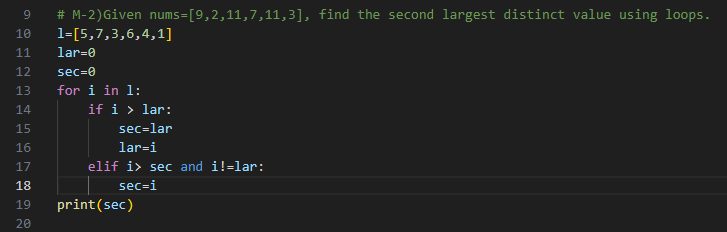 9 # M-2)Given nums=[9,2,11,7,11,3], find the second largest distinct value using loops.
10 l=[5,7,3,6,4,1]
11 lar=0
12 sec=0
13 for i in l:
14     if i > lar:
15         sec=lar
16         lar=i
17     elif i> sec and i!=lar:
18         sec=i
19 print(sec)
20